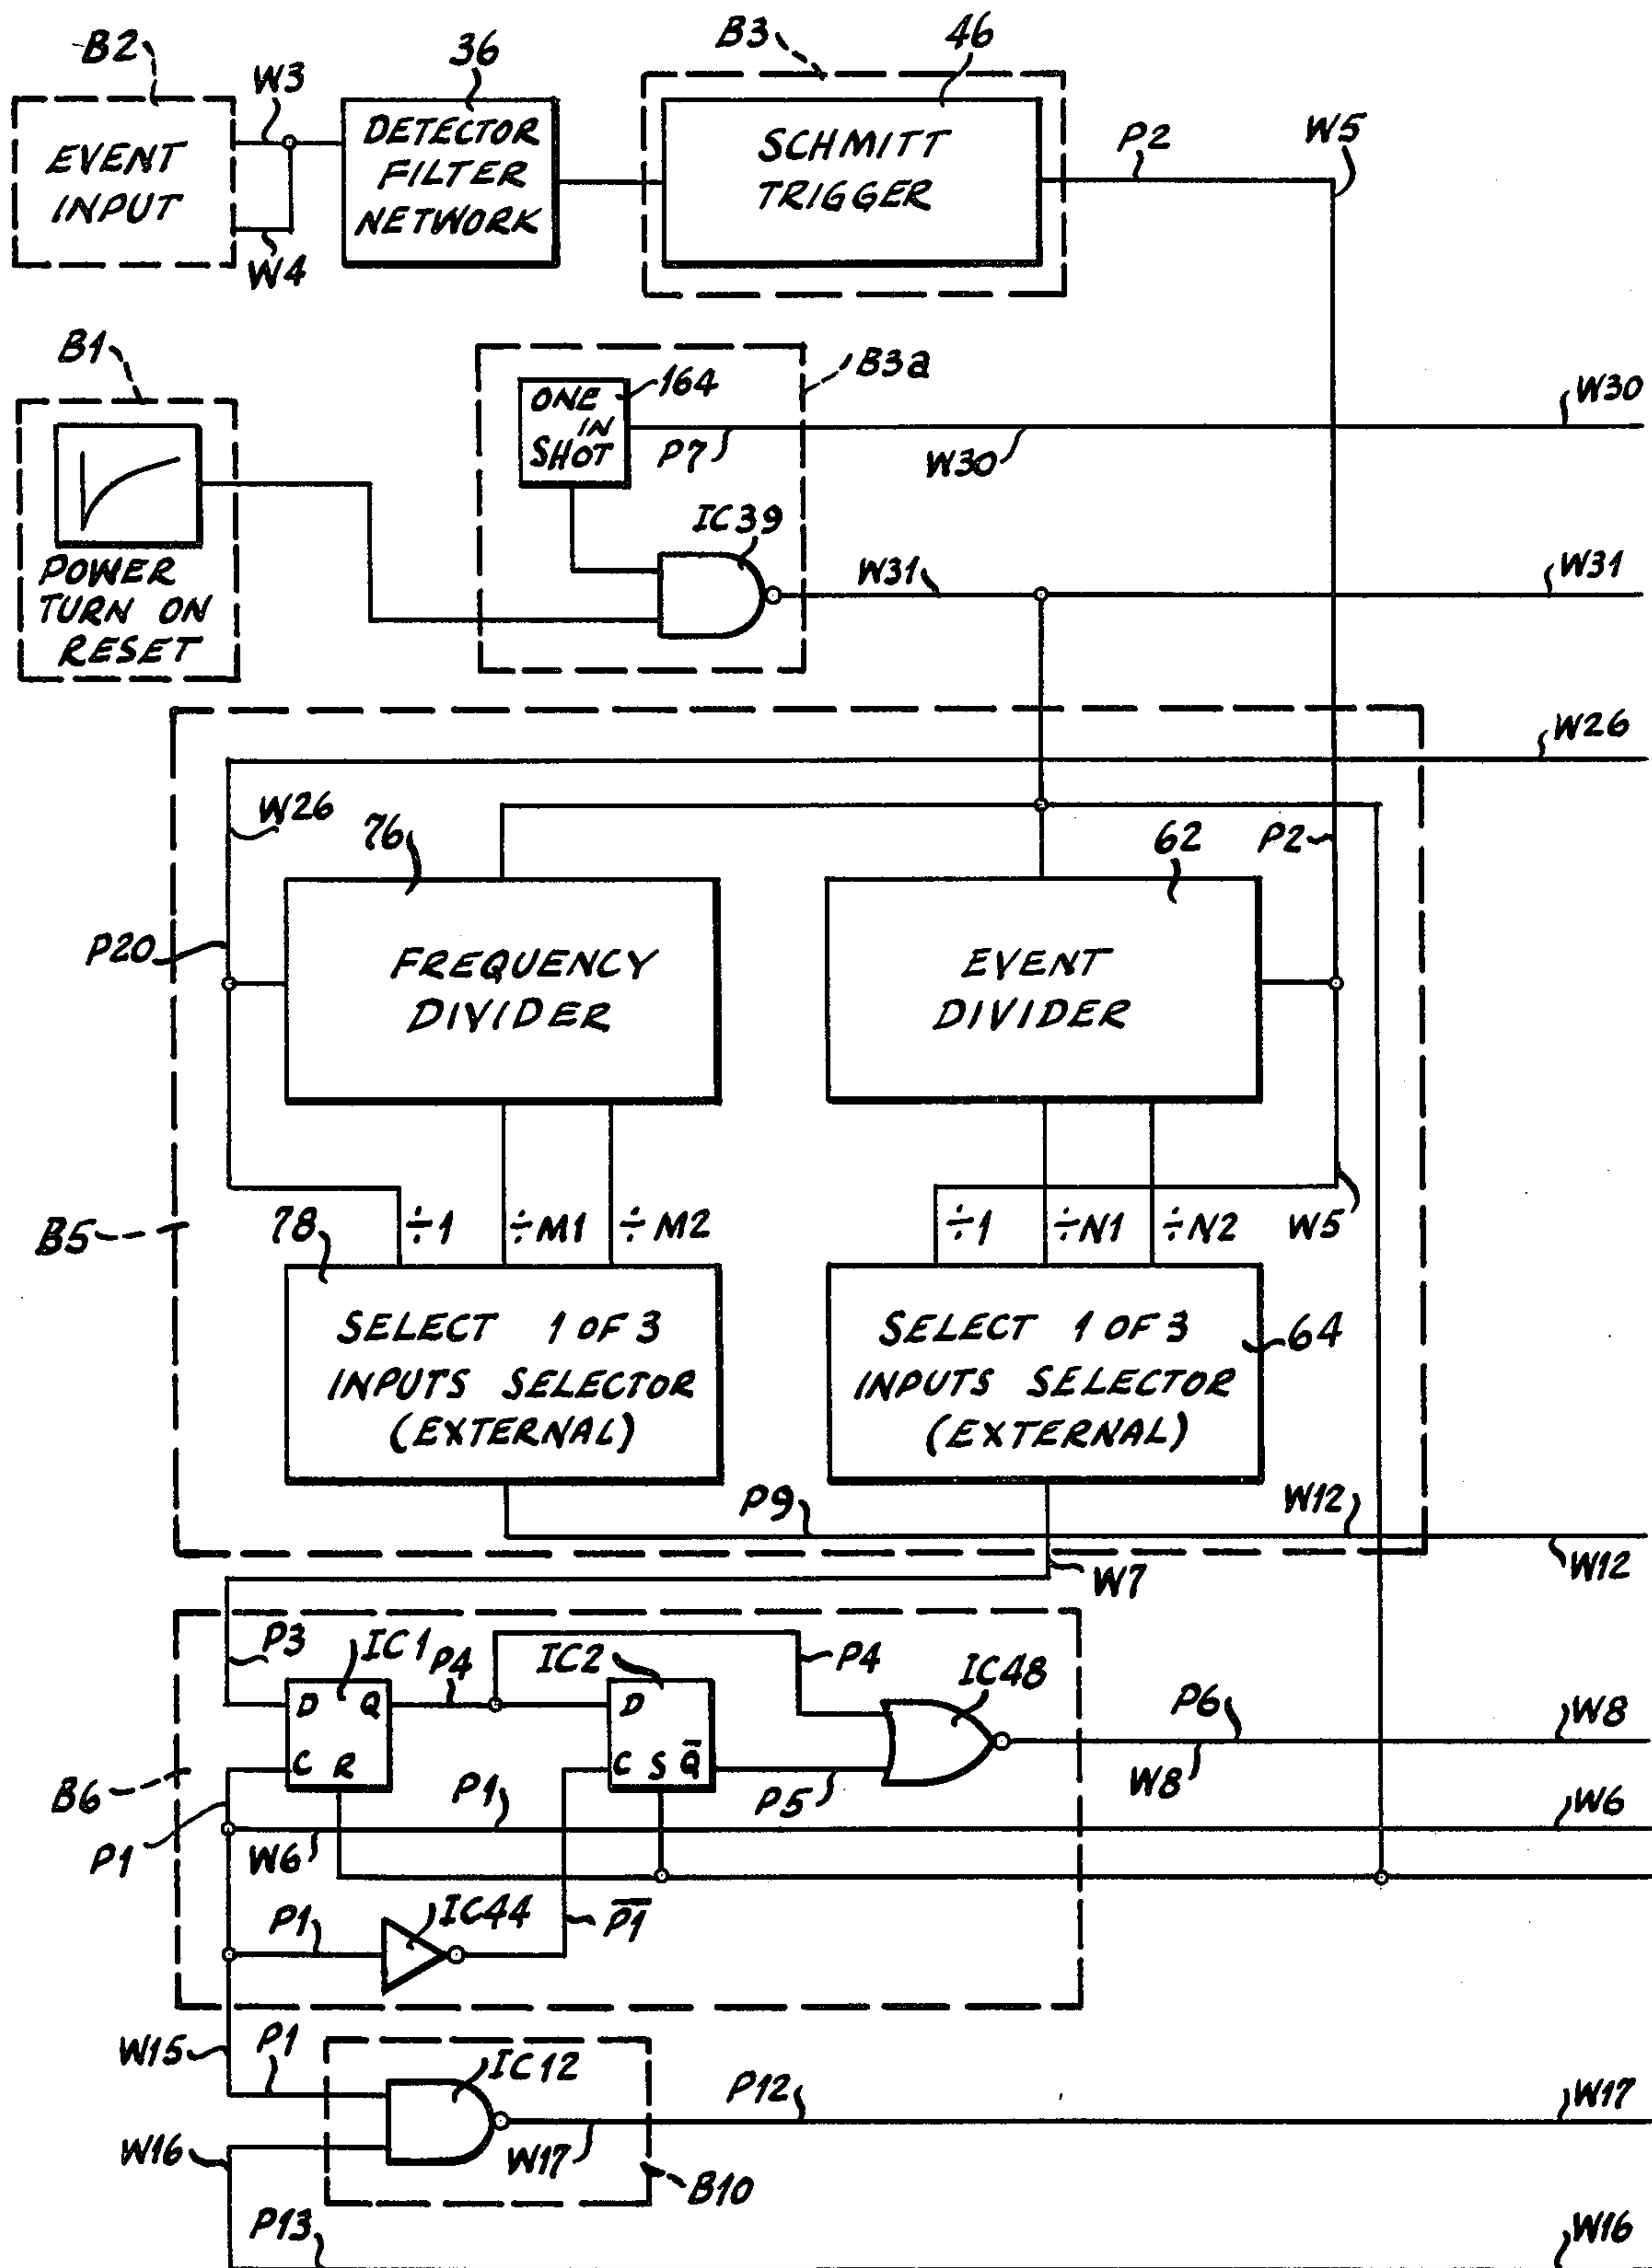 B2
W3
36
B3
46
EVENT
INPUT
W4
DETECTOR
FILTER
NETWORK
SCHMITT
TRIGGER
P2
W5
B1
POWER
TURN ON
RESET
B3a
ONE
IN
SHOT
164
P7
W30
W30
IC39
W31
W31
W26
W26
76
62
P2
P20
FREQUENCY
DIVIDER
EVENT
DIVIDER
B5
78
÷1
÷M1
÷M2
÷1
÷N1
÷N2
W5
SELECT 1 OF 3
INPUTS SELECTOR
(EXTERNAL)
SELECT 1 OF 3
INPUTS SELECTOR
(EXTERNAL)
64
P9
W12
W12
W7
P3
IC1
P4
IC2
P4
IC48
P6
W8
D Q
C R
D
C S Q̅
P5
W8
B6
P1
P1
W6
W6
P1
IC44
P̅1̅
W15
P1
IC12
P12
W17
W16
W17
B10
P13
W16